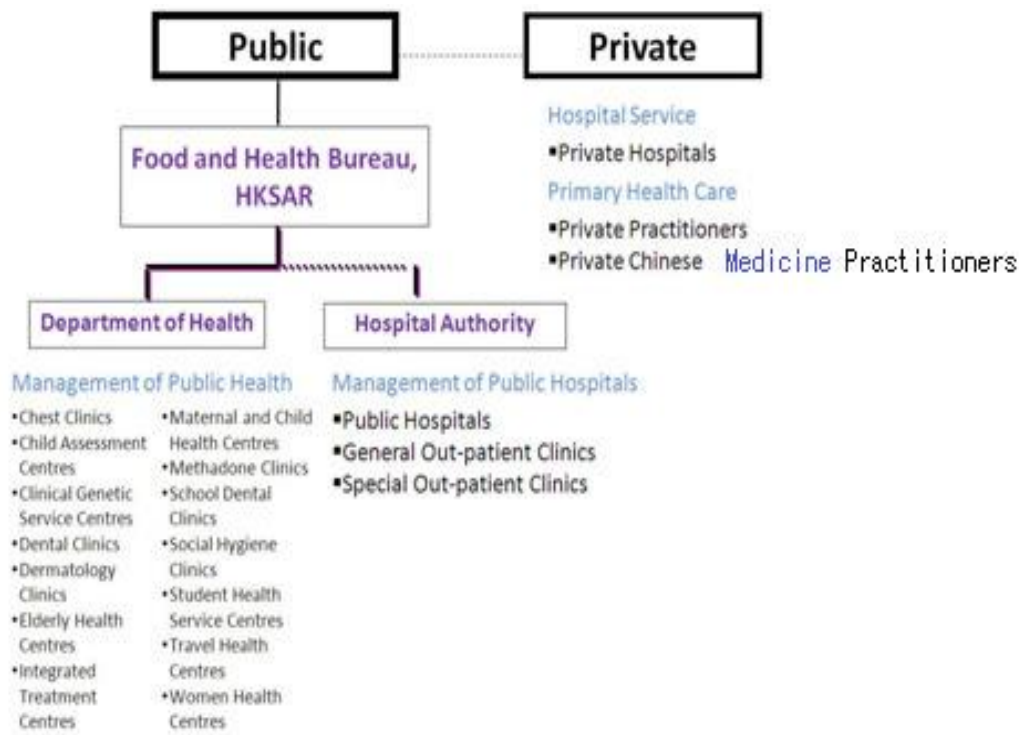 Public
Private
Food and Health Bureau,
HKSAR
Hospital Service
▪Private Hospitals
Primary Health Care
▪Private Practitioners
▪Private Chinese Medicine Practitioners
Department of Health
Hospital Authority
Management of Public Health
•Chest Clinics
•Child Assessment
Centres
•Clinical Genetic
Service Centres
•Dental Clinics
•Dermatology
Clinics
•Elderly Health
Centres
•Integrated
Treatment
Centres
•Maternal and Child
Health Centres
•Methadone Clinics
•School Dental
Clinics
•Social Hygiene
Clinics
•Student Health
Service Centres
•Travel Health
Centres
•Women Health
Centres
Management of Public Hospitals
▪Public Hospitals
▪General Out-patient Clinics
▪Special Out-patient Clinics